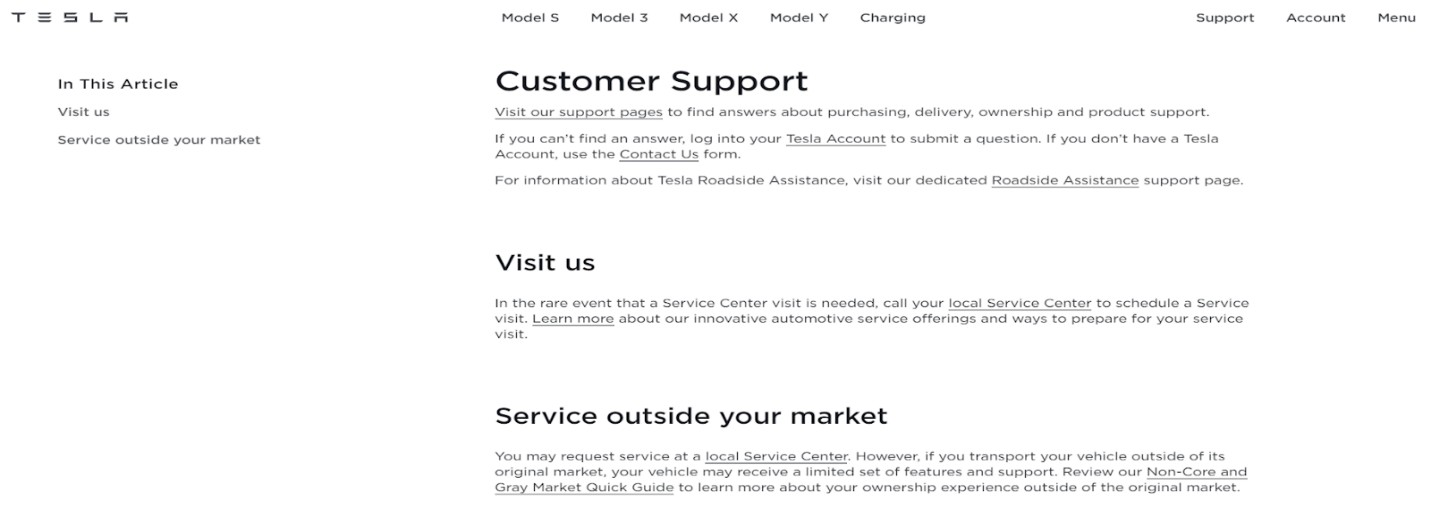 TESLA
Model S
Model 3
Model X
Model Y
Charging
Support
Account
Menu
In This Article
Visit us
Service outside your market
Customer Support
Visit our support pages to find answers about purchasing, delivery, ownership and product support.
If you can't find an answer, log into your Tesla Account to submit a question. If you don't have a Tesla
Account, use the Contact Us form.
For information about Tesla Roadside Assistance, visit our dedicated Roadside Assistance support page.
Visit us
In the rare event that a Service Center visit is needed, call your local Service Center to schedule a Service
visit. Learn more about our innovative automotive service offerings and ways to prepare for your service
visit.
Service outside your market
You may request service at a local Service Center. However, if you transport your vehicle outside of its
original market, your vehicle may receive a limited set of features and support. Review our Non-Core and
Gray Market Quick Guide to learn more about your ownership experience outside of the original market.